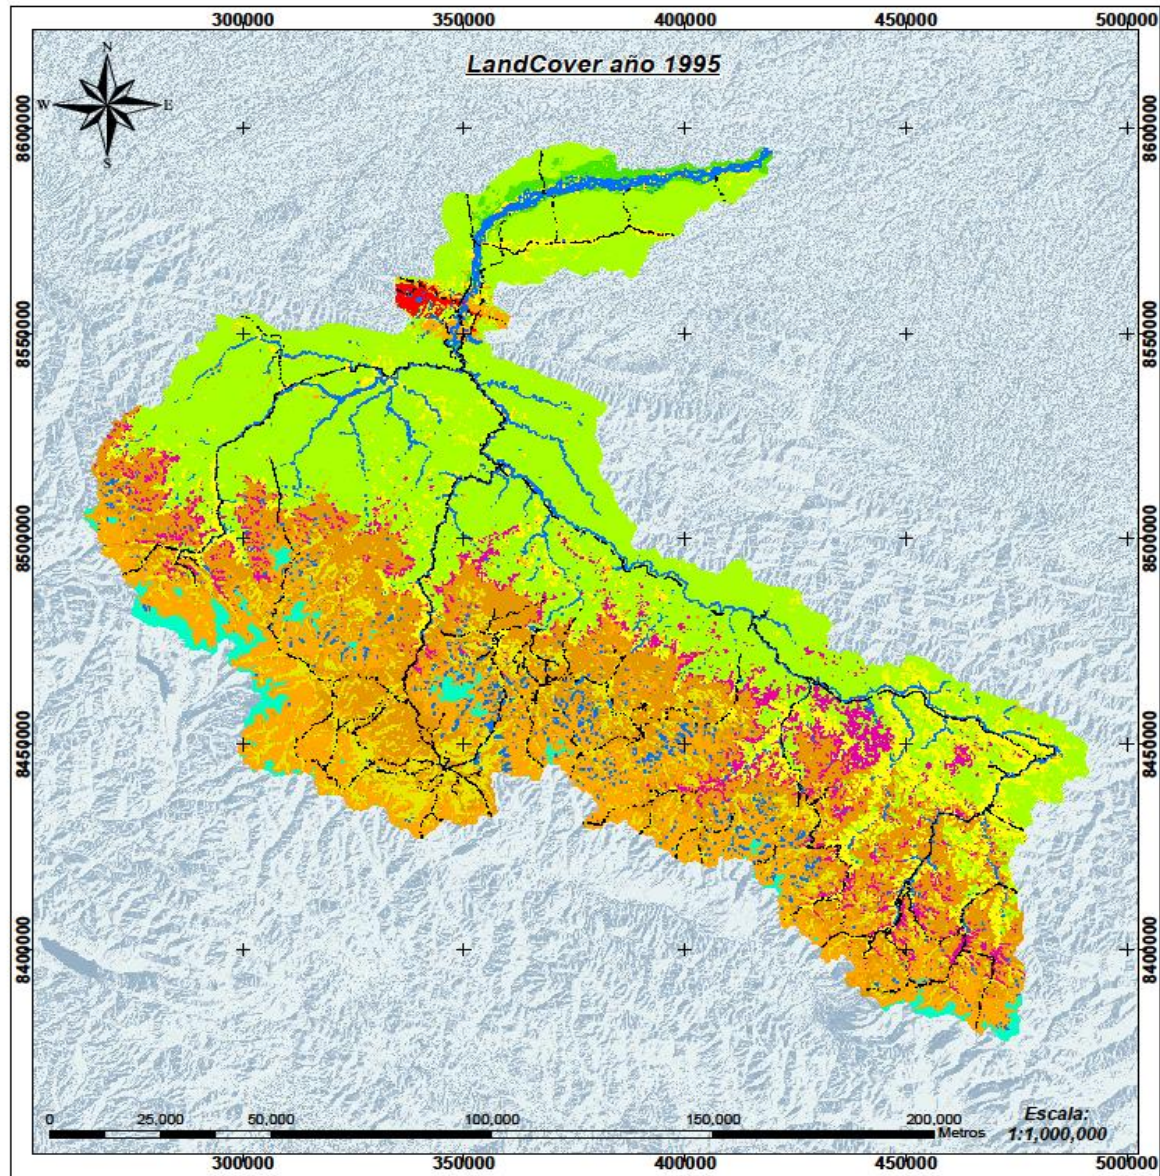 300000 350000 400000 450000 500000
LandCover año 1995
N
W E
S
8600000 8600000
8550000 8550000
8500000 8500000
8450000 8450000
8400000 8400000
0 25,000 50,000 100,000 150,000 200,000
Metros
Escala:
1:1,000,000
300000 350000 400000 450000 500000